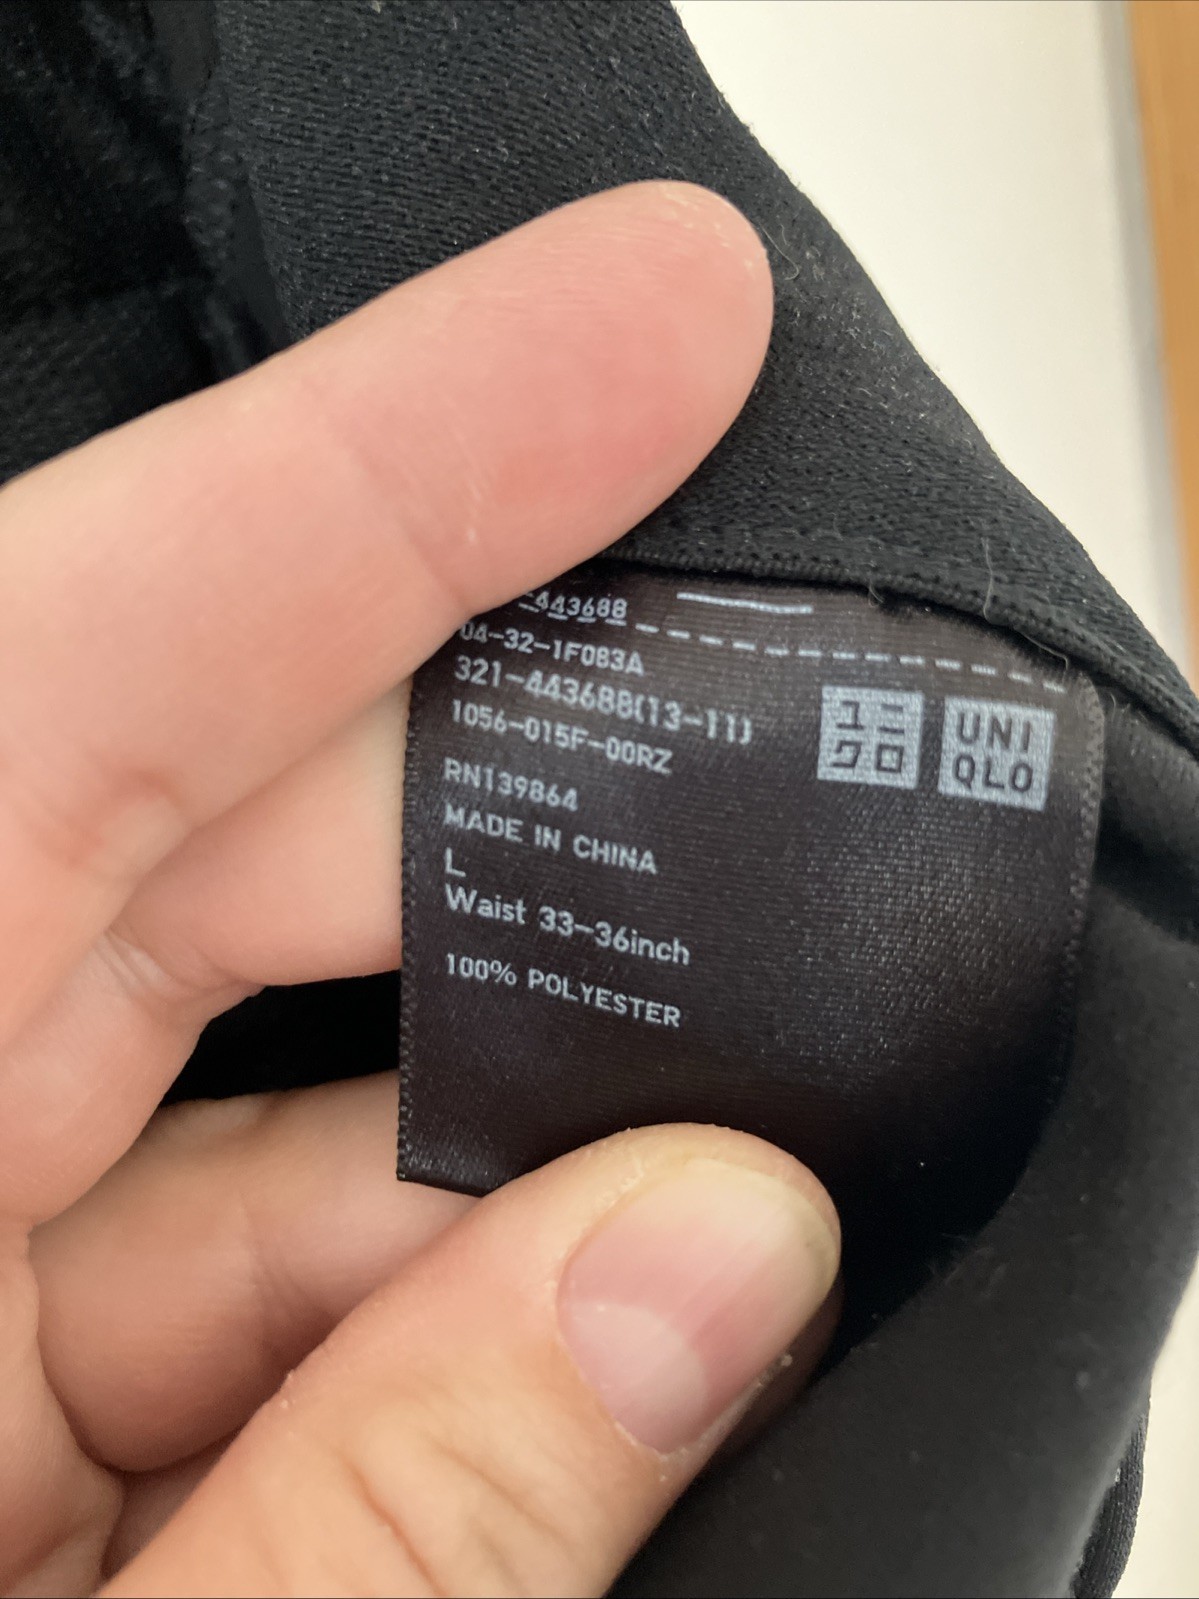 -443688
04-32-1F083A
321-443688(13-11)
1056-015F-00RZ
RN139864
MADE IN CHINA
L
Waist 33-36inch
100% POLYESTER
ユニ
クロ
UNI
QLO